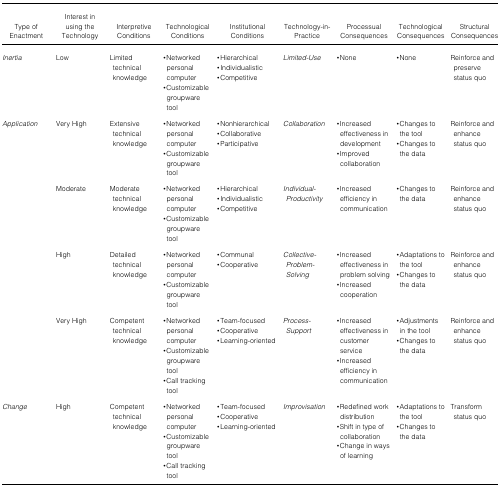 Type of Enactment
Interest in using the Technology
Interpretive Conditions
Technological Conditions
Institutional Conditions
Technology-in-Practice
Processual Consequences
Technological Consequences
Structural Consequences
Inertia
Low
Limited technical knowledge
•Networked personal computer
•Customizable groupware tool
•Hierarchical
•Individualistic
•Competitive
Limited-Use
•None
•None
Reinforce and preserve status quo
Application
Very High
Extensive technical knowledge
•Networked personal computer
•Customizable groupware tool
•Nonhierarchical
•Collaborative
•Participative
Collaboration
•Increased effectiveness in development
•Improved collaboration
•Changes to the tool
•Changes to the data
Reinforce and enhance status quo
Moderate
Moderate technical knowledge
•Networked personal computer
•Customizable groupware tool
•Hierarchical
•Individualistic
•Competitive
Individual-Productivity
•Increased efficiency in communication
•Changes to the data
Reinforce and enhance status quo
High
Detailed technical knowledge
•Networked personal computer
•Customizable groupware tool
•Communal
•Cooperative
Collective-Problem-Solving
•Increased effectiveness in problem solving
•Increased cooperation
•Adaptations to the tool
•Changes to the data
Reinforce and enhance status quo
Very High
Competent technical knowledge
•Networked personal computer
•Customizable groupware tool
•Call tracking tool
•Team-focused
•Cooperative
•Learning-oriented
Process-Support
•Increased effectiveness in customer service
•Increased efficiency in communication
•Adjustments in the tool
•Changes to the data
Reinforce and enhance status quo
Change
High
Competent technical knowledge
•Networked personal computer
•Customizable groupware tool
•Call tracking tool
•Team-focused
•Cooperative
•Learning-oriented
Improvisation
•Redefined work distribution
•Shift in type of collaboration
•Change in ways of learning
•Adaptations to the tool
•Changes to the data
Transform status quo